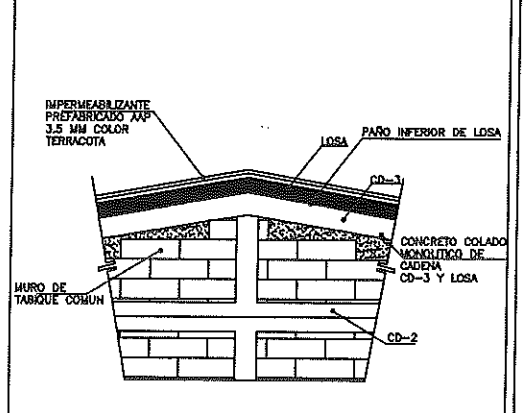 IMPERMEABILIZANTE
PREFABRICADO AAP
3.5 MM COLOR
TERRACOTA
LOSA
PAÑO INFERIOR DE LOSA
CD-3
CONCRETO COLADO
MONOLITICO DE
CADENA
CD-3 Y LOSA
MURO DE
TABIQUE COMUN
CD-2